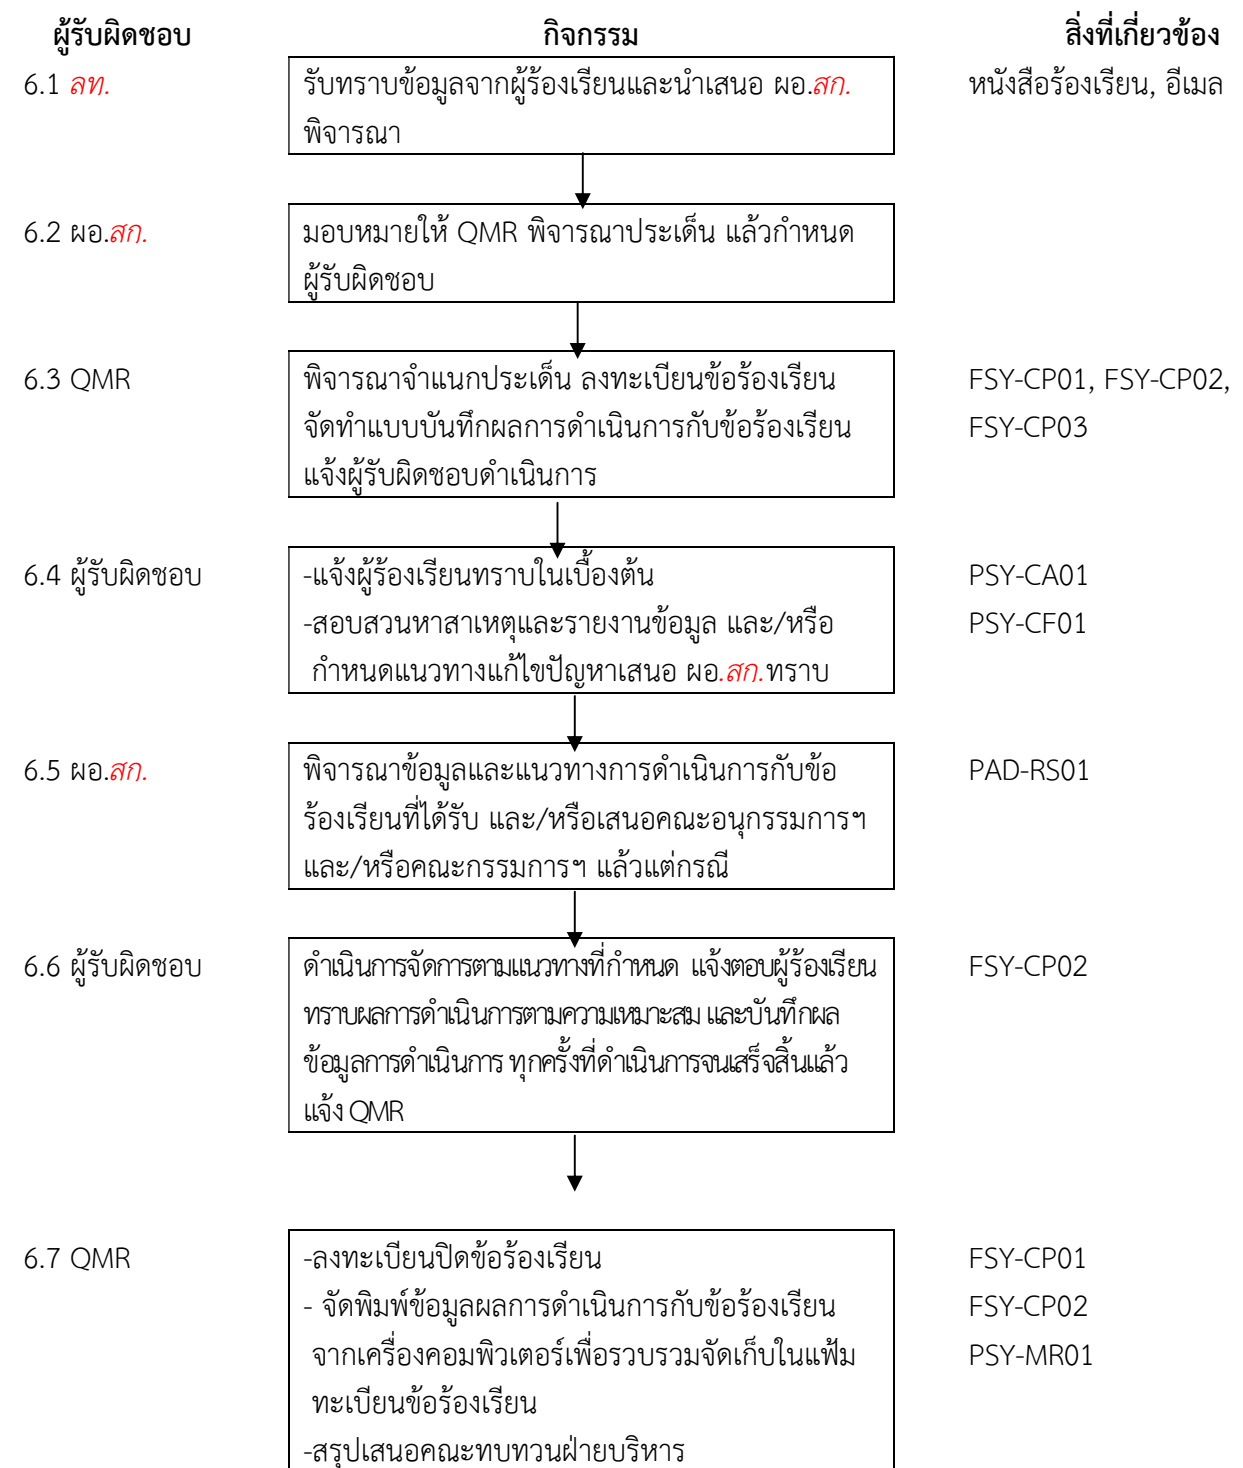 ผู้รับผิดชอบ กิจกรรม สิ่งที่เกี่ยวข้อง
6.1 ลท. รับทราบข้อมูลจากผู้ร้องเรียนและนำเสนอ ผอ.สก. หนังสือร้องเรียน, อีเมล
พิจารณา
6.2 ผอ.สก. มอบหมายให้ QMR พิจารณาประเด็น แล้วกำหนด
ผู้รับผิดชอบ
6.3 QMR พิจารณาจำแนกประเด็น ลงทะเบียนข้อร้องเรียน FSY-CP01, FSY-CP02,
จัดทำแบบบันทึกผลการดำเนินการกับข้อร้องเรียน FSY-CP03
แจ้งผู้รับผิดชอบดำเนินการ
6.4 ผู้รับผิดชอบ -แจ้งผู้ร้องเรียนทราบในเบื้องต้น PSY-CA01
-สอบสวนหาสาเหตุและรายงานข้อมูล และ/หรือ PSY-CF01
กำหนดแนวทางแก้ไขปัญหาเสนอ ผอ.สก.ทราบ
6.5 ผอ.สก. พิจารณาข้อมูลและแนวทางการดำเนินการกับข้อ PAD-RS01
ร้องเรียนที่ได้รับ และ/หรือเสนอคณะอนุกรรมการฯ
และ/หรือคณะกรรมการฯ แล้วแต่กรณี
6.6 ผู้รับผิดชอบ ดำเนินการจัดการตามแนวทางที่กำหนด แจ้งตอบผู้ร้องเรียน FSY-CP02
ทราบผลการดำเนินการตามความเหมาะสม และบันทึกผล
ข้อมูลการดำเนินการ ทุกครั้งที่ดำเนินการจนเสร็จสิ้นแล้ว
แจ้ง QMR
6.7 QMR -ลงทะเบียนปิดข้อร้องเรียน FSY-CP01
- จัดพิมพ์ข้อมูลผลการดำเนินการกับข้อร้องเรียน FSY-CP02
จากเครื่องคอมพิวเตอร์เพื่อรวบรวมจัดเก็บในแฟ้ม PSY-MR01
ทะเบียนข้อร้องเรียน
-สรุปเสนอคณะทบทวนฝ่ายบริหาร